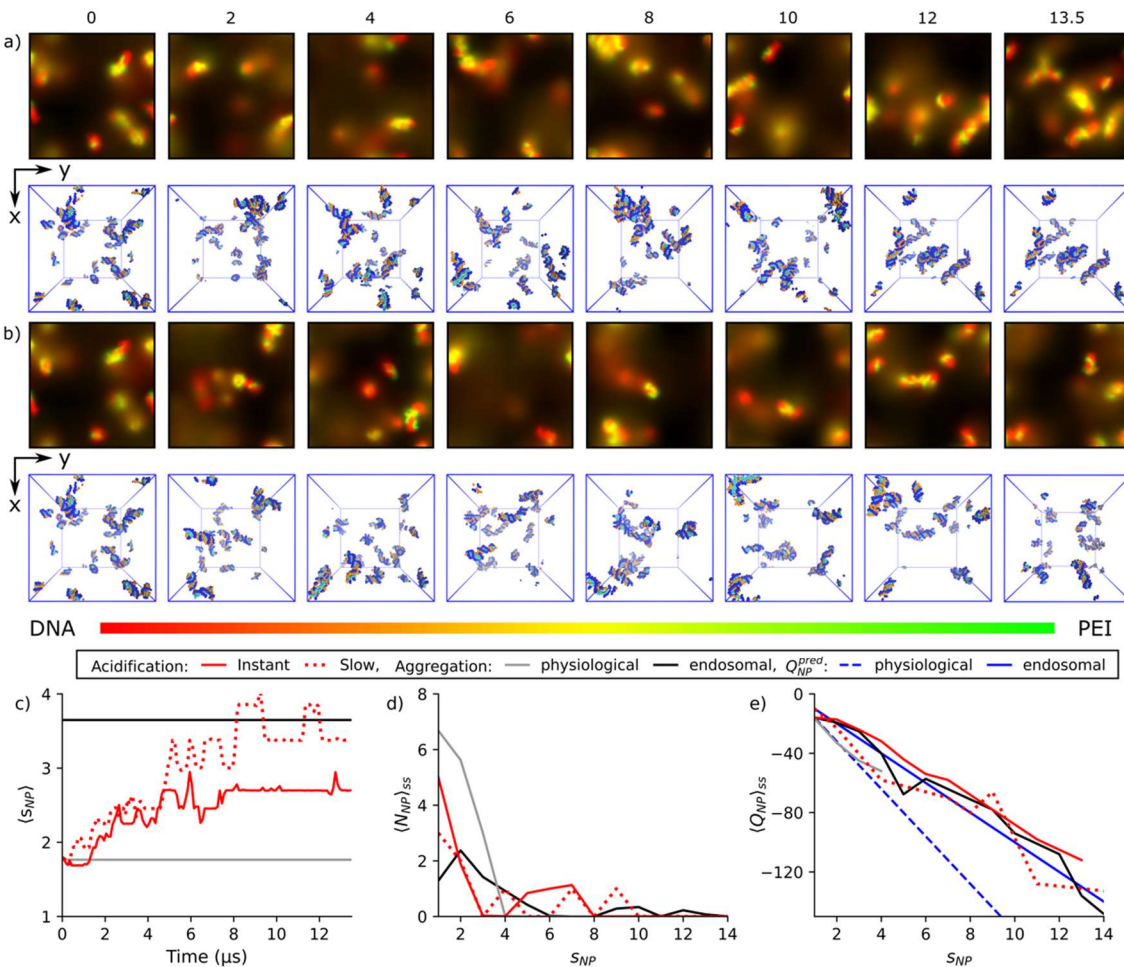 0 2 4 6 8 10 12 13.5
a)
y
x
b)
y
x
DNA PEI
Acidification: Instant Slow, Aggregation: physiological endosomal, Q_NP^pred: physiological endosomal
c) d) e)
4 8 0
3 6 −40
2 4 −80
1 2 −120
0
⟨s_NP⟩ ⟨N_NP⟩_ss ⟨Q_NP⟩_ss
0 2 4 6 8 10 12 2 4 6 8 10 12 14 2 4 6 8 10 12 14
Time (μs) s_NP s_NP